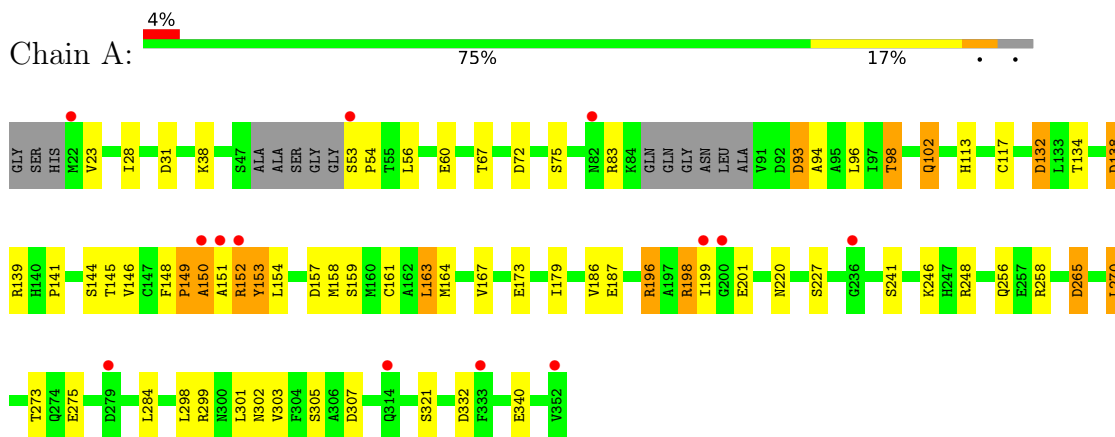 4%
Chain A:
75% 17% • •
GLY SER HIS M22 V23 I28 D31 K38 S47 ALA ALA SER GLY GLY S53 P54 T55 L56 E60 T67 D72 S75 N82 R83 K84 GLN GLN GLY ASN LEU ALA V91 D92 D93 A94 A95 L96 I97 T98 Q102 H113 C117 D132 L133 T134 D138
R139 H140 P141 S144 T145 V146 C147 F148 P149 A150 A151 R152 Y153 L154 D157 M158 S159 M160 C161 A162 L163 M164 V167 E173 I179 V186 E187 R196 A197 R198 I199 G200 E201 N220 S227 G236 S241 K246 H247 R248 Q256 E257 R258 D265 L270
T273 Q274 E275 D279 L284 L298 R299 N300 L301 N302 V303 F304 S305 A306 D307 Q314 S321 D332 F333 E340 V352